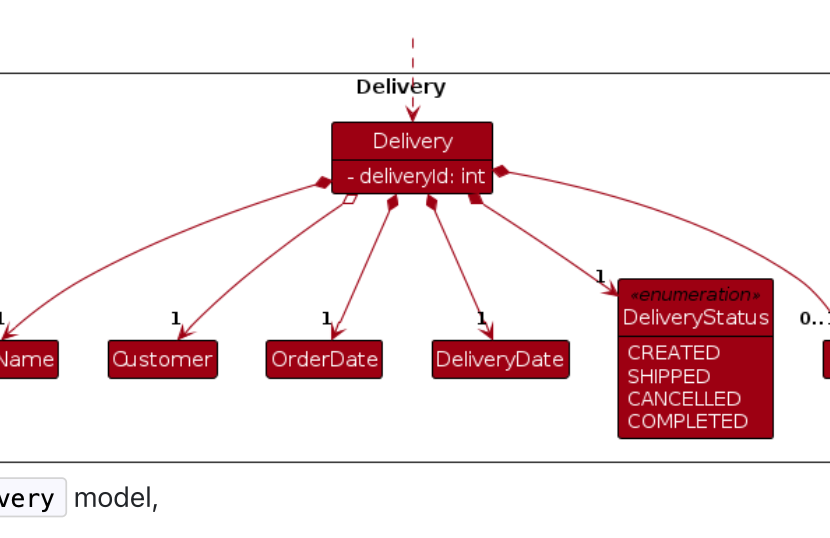 Delivery
Delivery
- deliveryId: int
1
1
1
1
1
0..1
«enumeration»
DeliveryStatus
Name
Customer
OrderDate
DeliveryDate
CREATED
SHIPPED
CANCELLED
COMPLETED
very model,